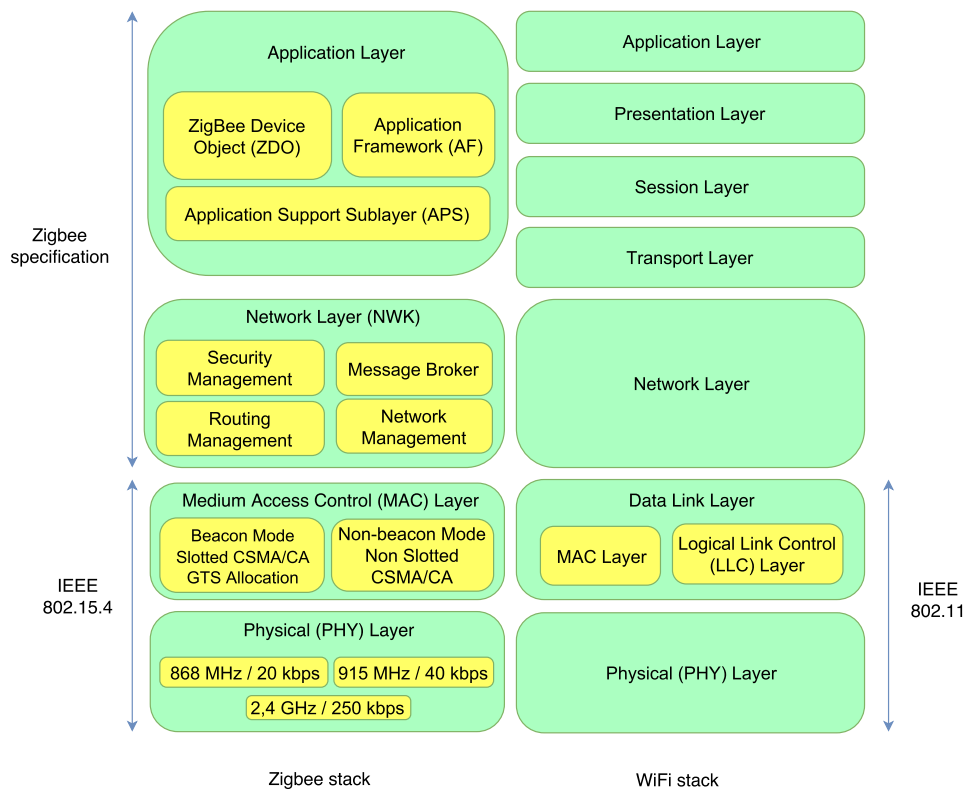 Application Layer
ZigBee Device
Object (ZDO)
Application
Framework (AF)
Application Support Sublayer (APS)
Zigbee
specification
Network Layer (NWK)
Security
Management
Message Broker
Routing
Management
Network
Management
Medium Access Control (MAC) Layer
Beacon Mode
Slotted CSMA/CA
GTS Allocation
Non-beacon Mode
Non Slotted
CSMA/CA
IEEE
802.15.4
Physical (PHY) Layer
868 MHz / 20 kbps
915 MHz / 40 kbps
2,4 GHz / 250 kbps
Zigbee stack
Application Layer
Presentation Layer
Session Layer
Transport Layer
Network Layer
Data Link Layer
MAC Layer
Logical Link Control
(LLC) Layer
IEEE
802.11
Physical (PHY) Layer
WiFi stack